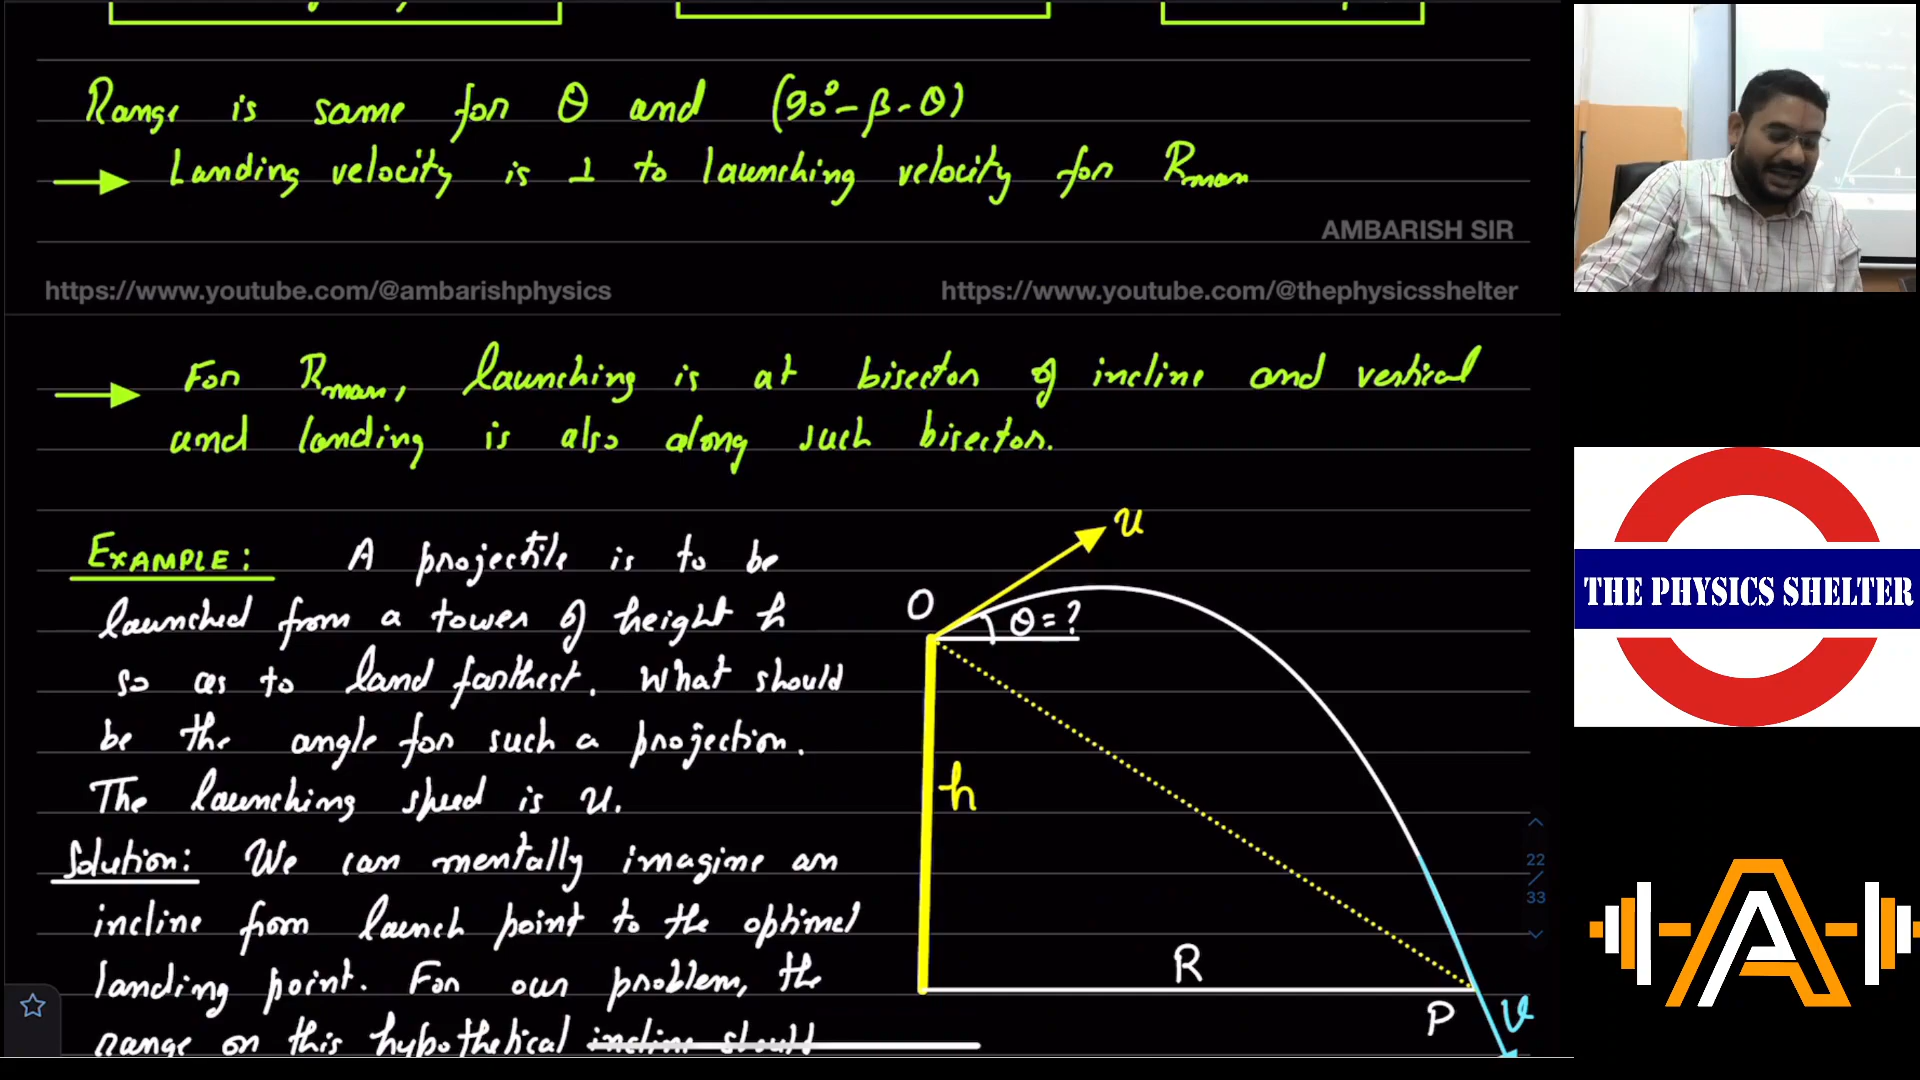 Range is same for θ and (90°-β-θ)
→ Landing velocity is ⊥ to launching velocity for Rmax
AMBARISH SIR
https://www.youtube.com/@ambarishphysics
https://www.youtube.com/@thephysicsshelter
→ For Rmax, launching is at bisector of incline and vertical
and landing is also along such bisector.
EXAMPLE: A projectile is to be
launched from a tower of height h
so as to land farthest. What should
be the angle for such a projection.
The launching speed is u.
Solution: We can mentally imagine an
incline from launch point to the optimal
landing point. For our problem, the
range on this hypothetical incline should
u
O
θ=?
h
R
P
v
22
/
33
THE PHYSICS SHELTER